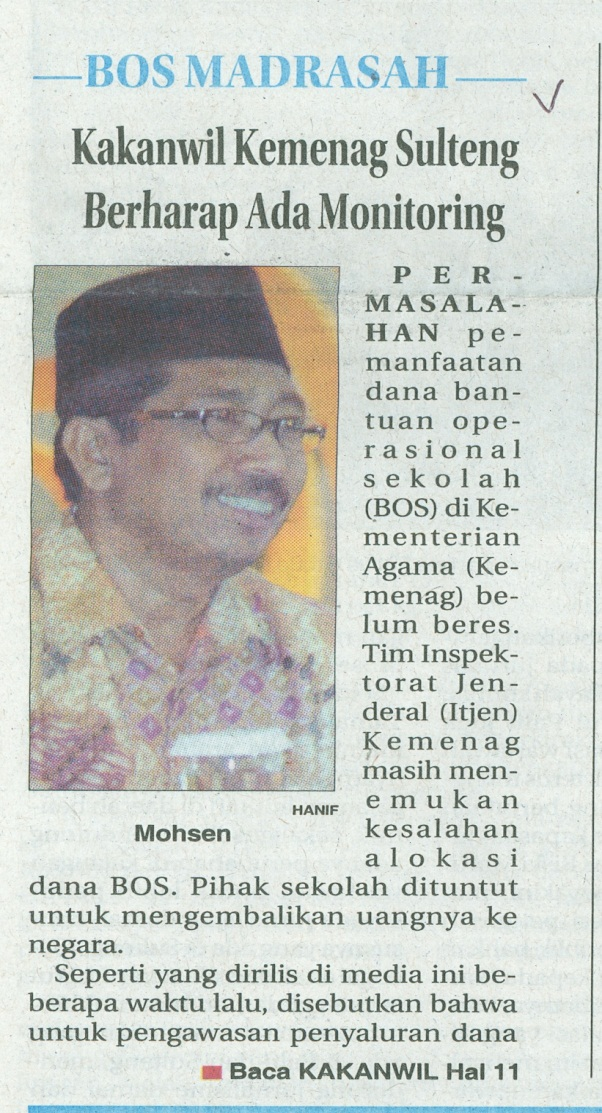 BOS MADRASAH
Kakanwil Kemenag Sulteng
Berharap Ada Monitoring
PER-
MASALA-
HAN pe-
manfaatan
dana ban-
tuan ope-
rasional
sekolah
(BOS) di Ke-
menterian
Agama (Ke-
menag) be-
lum beres.
Tim Inspek-
torat Jen-
deral (Itjen)
Kemenag
masih men-
emukan
kesalahan
alokasi
HANIF
Mohsen
dana BOS. Pihak sekolah dituntut
untuk mengembalikan uangnya ke
negara.
Seperti yang dirilis di media ini be-
berapa waktu lalu, disebutkan bahwa
untuk pengawasan penyaluran dana
Baca KAKANWIL Hal 11